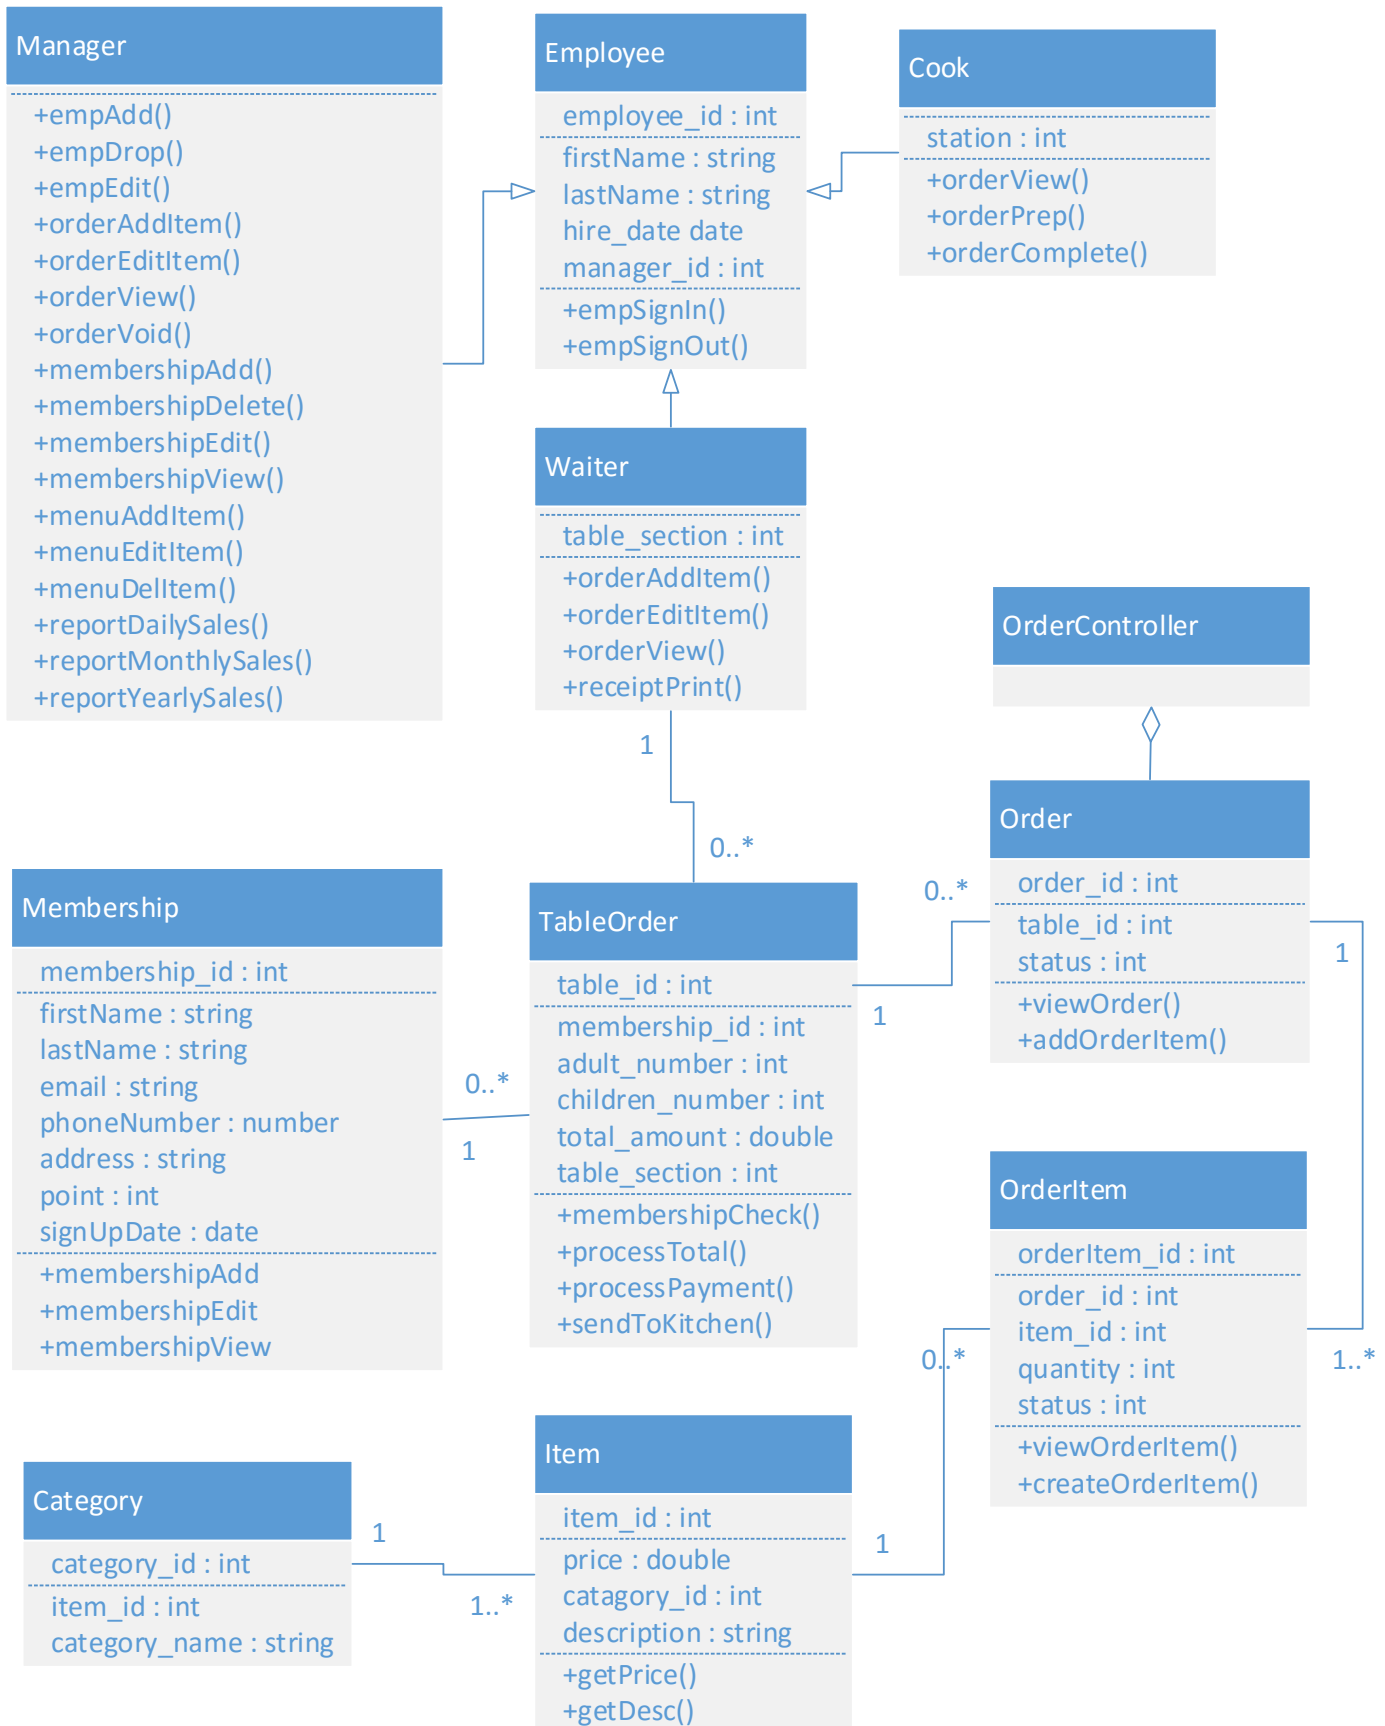 Manager
+empAdd()
+empDrop()
+empEdit()
+orderAddItem()
+orderEditItem()
+orderView()
+orderVoid()
+membershipAdd()
+membershipDelete()
+membershipEdit()
+membershipView()
+menuAddItem()
+menuEditItem()
+menuDelItem()
+reportDailySales()
+reportMonthlySales()
+reportYearlySales()
Employee
employee_id : int
firstName : string
lastName : string
hire_date date
manager_id : int
+empSignIn()
+empSignOut()
Cook
station : int
+orderView()
+orderPrep()
+orderComplete()
Waiter
table_section : int
+orderAddItem()
+orderEditItem()
+orderView()
+receiptPrint()
1
0..*
OrderController
Order
order_id : int
table_id : int
status : int
+viewOrder()
+addOrderItem()
0..*
1
1
1..*
Membership
membership_id : int
firstName : string
lastName : string
email : string
phoneNumber : number
address : string
point : int
signUpDate : date
+membershipAdd
+membershipEdit
+membershipView
0..*
1
TableOrder
table_id : int
membership_id : int
adult_number : int
children_number : int
total_amount : double
table_section : int
+membershipCheck()
+processTotal()
+processPayment()
+sendToKitchen()
OrderItem
orderItem_id : int
order_id : int
item_id : int
quantity : int
status : int
+viewOrderItem()
+createOrderItem()
0..*
1
Category
category_id : int
item_id : int
category_name : string
1
1..*
Item
item_id : int
price : double
catagory_id : int
description : string
+getPrice()
+getDesc()